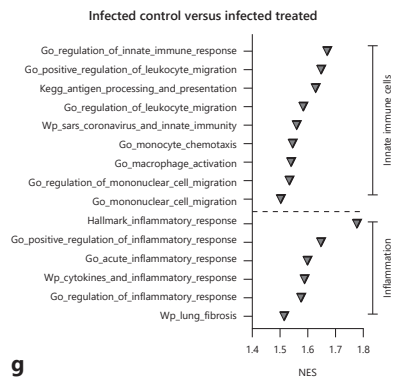 Infected control versus infected treated
Go_regulation_of_innate_immune_response
Go_positive_regulation_of_leukocyte_migration
Kegg_antigen_processing_and_presentation
Go_regulation_of_leukocyte_migration
Wp_sars_coronavirus_and_innate_immunity
Go_monocyte_chemotaxis
Go_macrophage_activation
Go_regulation_of_mononuclear_cell_migration
Go_mononuclear_cell_migration
Innate immune cells
Hallmark_inflammatory_response
Go_positive_regulation_of_inflammatory_response
Go_acute_inflammatory_response
Wp_cytokines_and_inflammatory_response
Go_regulation_of_inflammatory_response
Wp_lung_fibrosis
Inflammation
1.4 1.5 1.6 1.7 1.8
NES
g